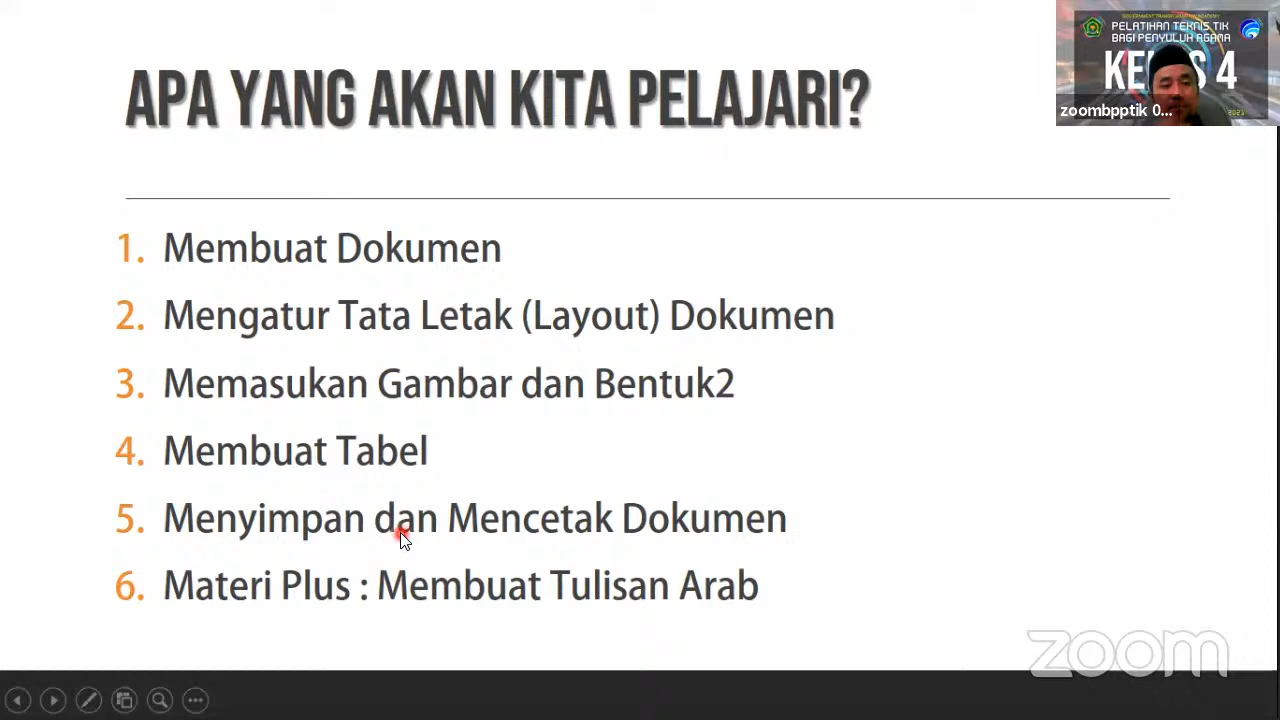 APA YANG AKAN KITA PELAJARI?
1. Membuat Dokumen
2. Mengatur Tata Letak (Layout) Dokumen
3. Memasukan Gambar dan Bentuk2
4. Membuat Tabel
5. Menyimpan dan Mencetak Dokumen
6. Materi Plus : Membuat Tulisan Arab
PELATIHAN TEKNIS TIK
BAGI PENYULUH AGAMA
4
zoombpptik 0...
2021
zoom